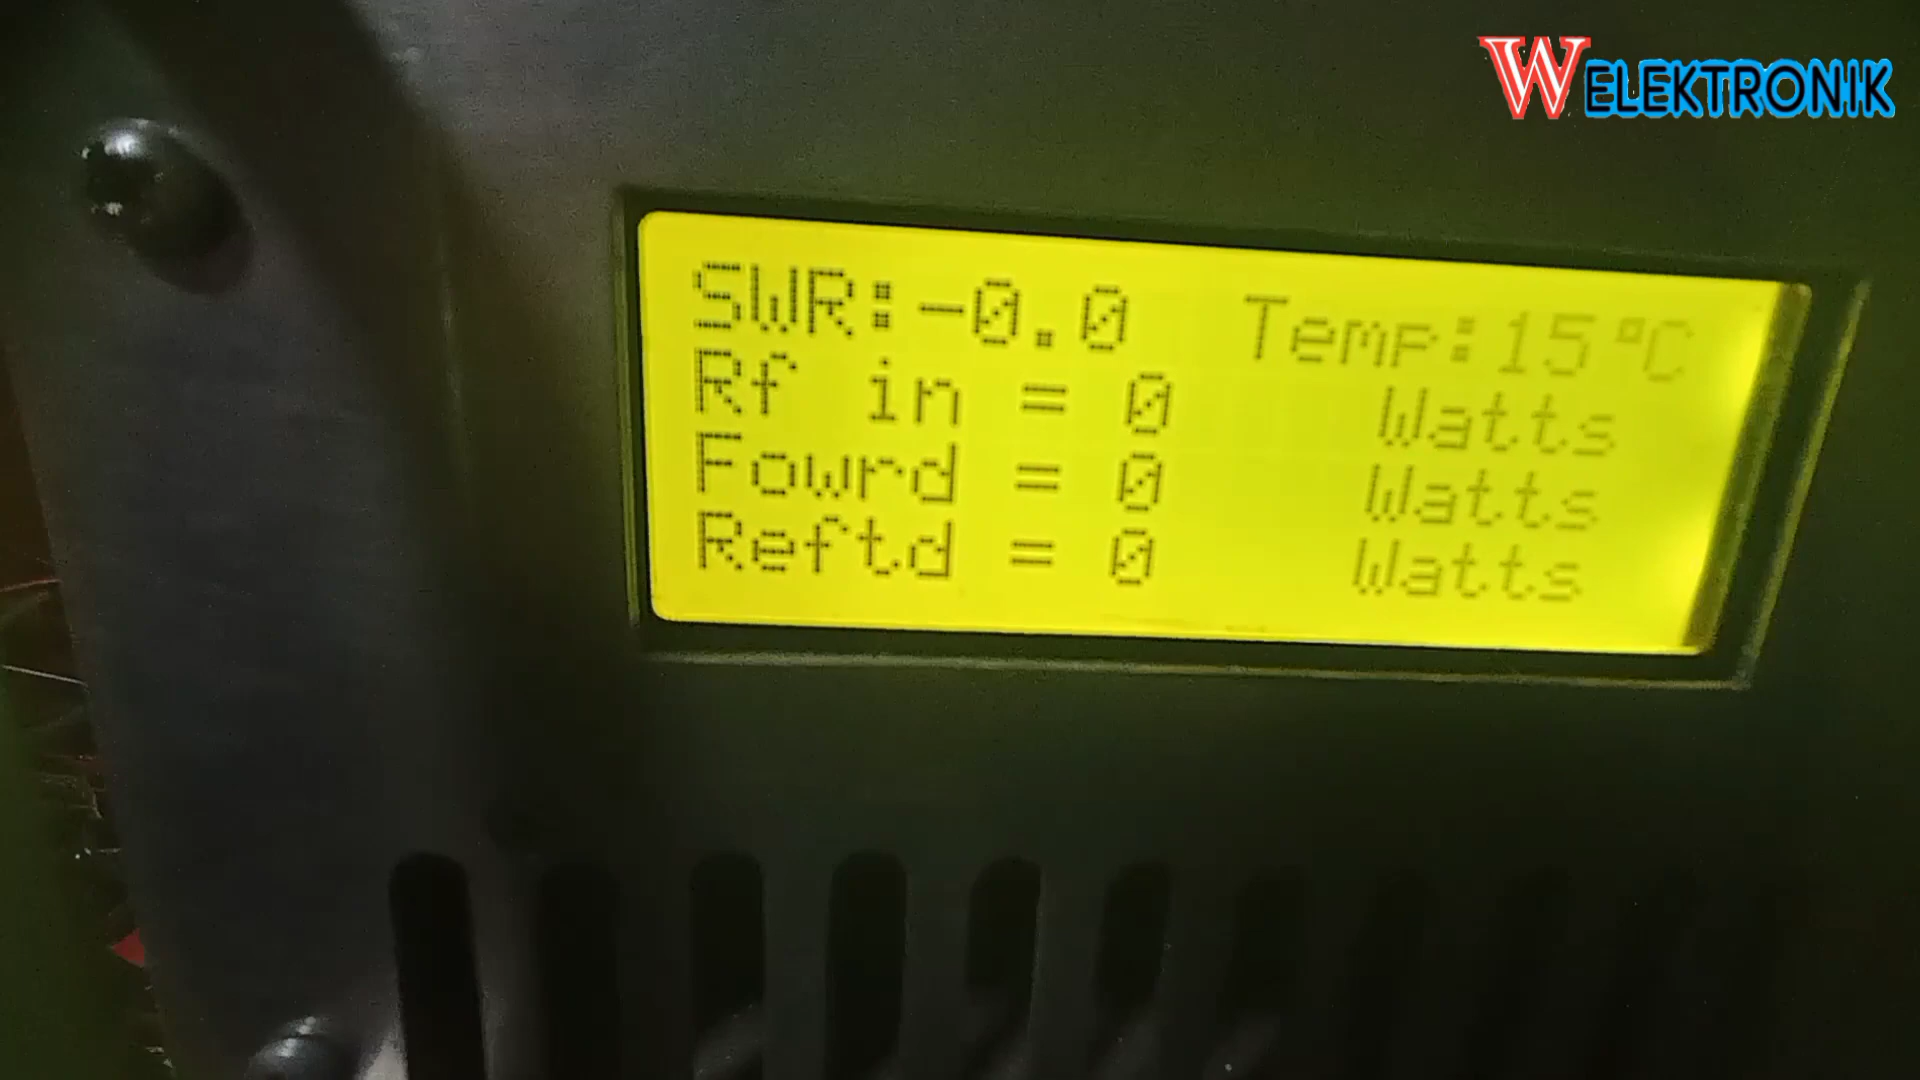 WELEKTRONIK
SWR:-0.0 Temp:15°C
Rf in = 0 Watts
Fowrd = 0 Watts
Reftd = 0 Watts